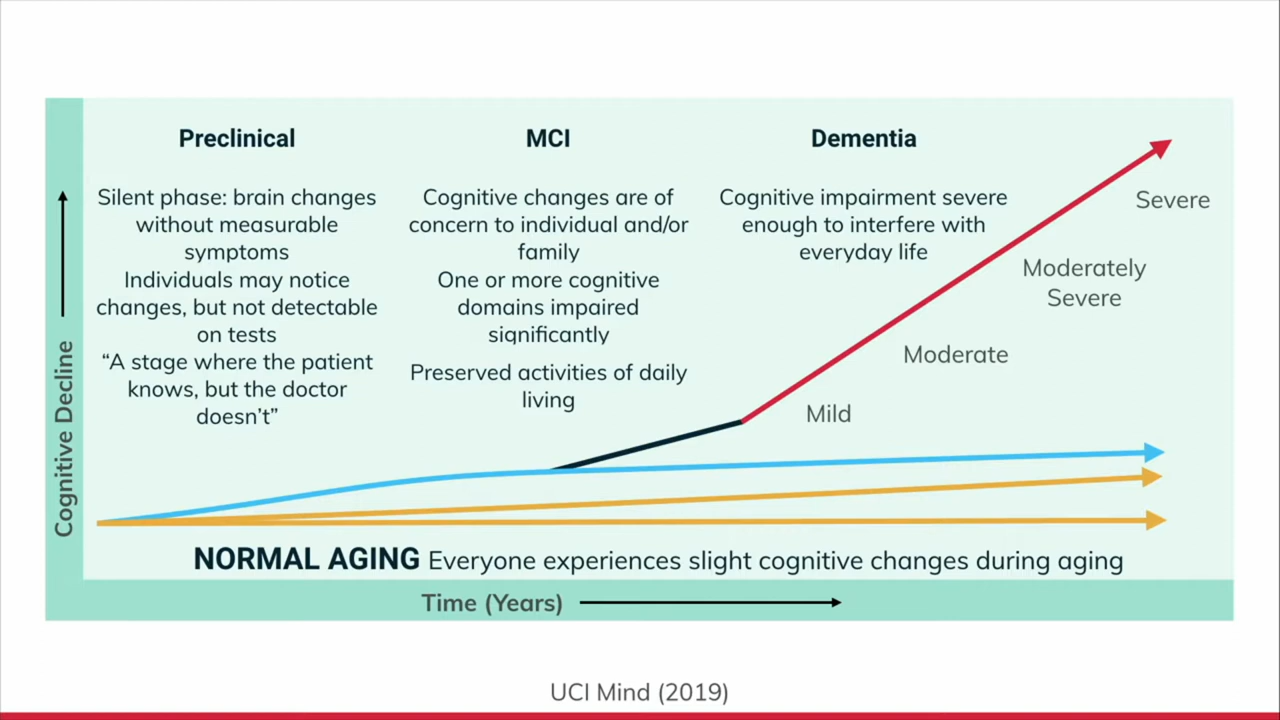 Preclinical
Silent phase: brain changes
without measurable
symptoms
Individuals may notice
changes, but not detectable
on tests
“A stage where the patient
knows, but the doctor
doesn’t”
MCI
Cognitive changes are of
concern to individual and/or
family
One or more cognitive
domains impaired
significantly
Preserved activities of daily
living
Dementia
Cognitive impairment severe
enough to interfere with
everyday life
Severe
Moderately
Severe
Moderate
Mild
Cognitive Decline
NORMAL AGING Everyone experiences slight cognitive changes during aging
Time (Years)
UCI Mind (2019)